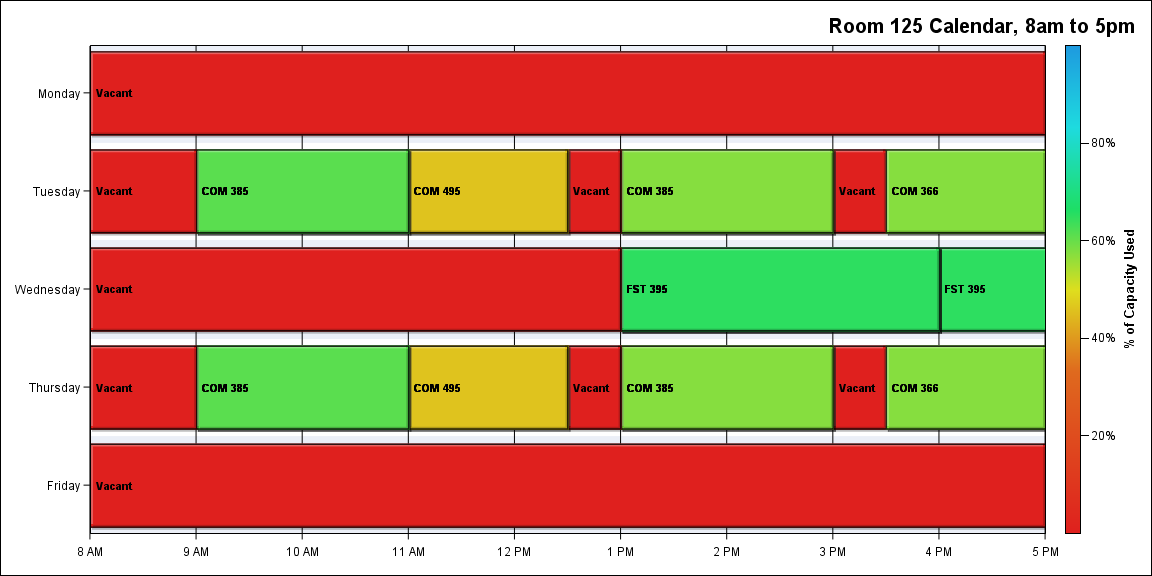 Room 125 Calendar, 8am to 5pm
Monday
Vacant
Tuesday
Vacant
COM 385
COM 495
Vacant
COM 385
Vacant
COM 366
Wednesday
Vacant
FST 395
FST 395
Thursday
Vacant
COM 385
COM 495
Vacant
COM 385
Vacant
COM 366
Friday
Vacant
8 AM
9 AM
10 AM
11 AM
12 PM
1 PM
2 PM
3 PM
4 PM
5 PM
80%
60%
40%
20%
% of Capacity Used